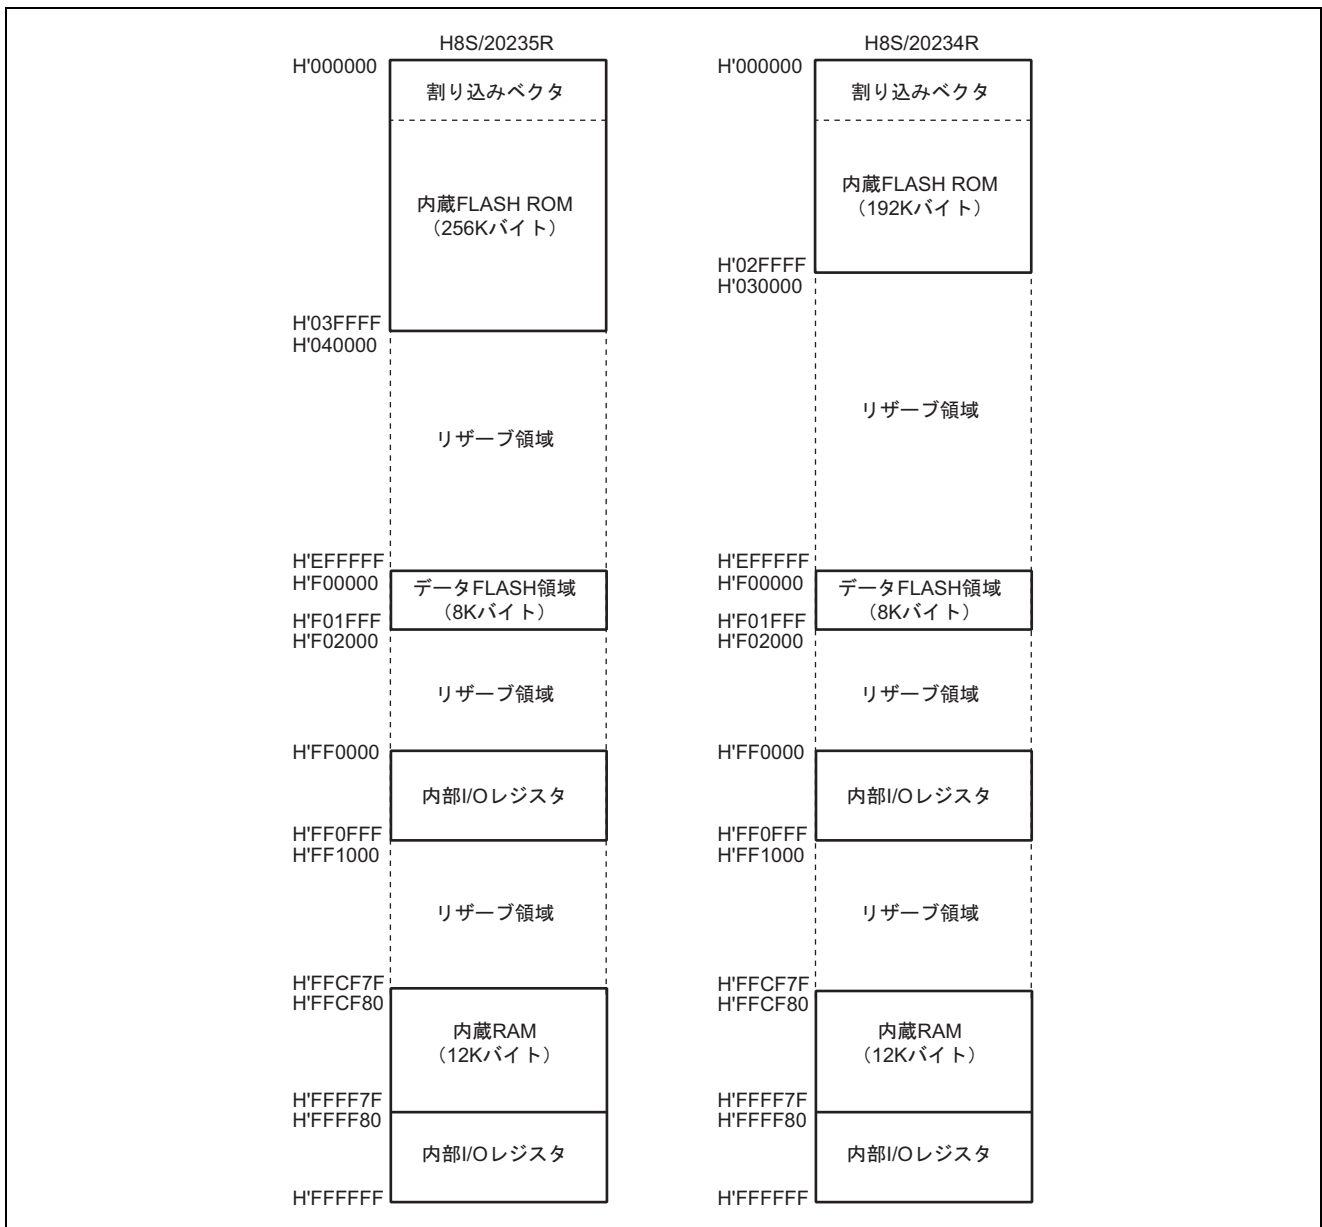 H8S/20235R
H'000000
割り込みベクタ
内蔵FLASH ROM
（256Kバイト）
H'03FFFF
H'040000
リザーブ領域
H'EFFFFF
H'F00000
データFLASH領域
（8Kバイト）
H'F01FFF
H'F02000
リザーブ領域
H'FF0000
内部I/Oレジスタ
H'FF0FFF
H'FF1000
リザーブ領域
H'FFCF7F
H'FFCF80
内蔵RAM
（12Kバイト）
H'FFFF7F
H'FFFF80
内部I/Oレジスタ
H'FFFFFF
H8S/20234R
H'000000
割り込みベクタ
内蔵FLASH ROM
（192Kバイト）
H'02FFFF
H'030000
リザーブ領域
H'EFFFFF
H'F00000
データFLASH領域
（8Kバイト）
H'F01FFF
H'F02000
リザーブ領域
H'FF0000
内部I/Oレジスタ
H'FF0FFF
H'FF1000
リザーブ領域
H'FFCF7F
H'FFCF80
内蔵RAM
（12Kバイト）
H'FFFF7F
H'FFFF80
内部I/Oレジスタ
H'FFFFFF